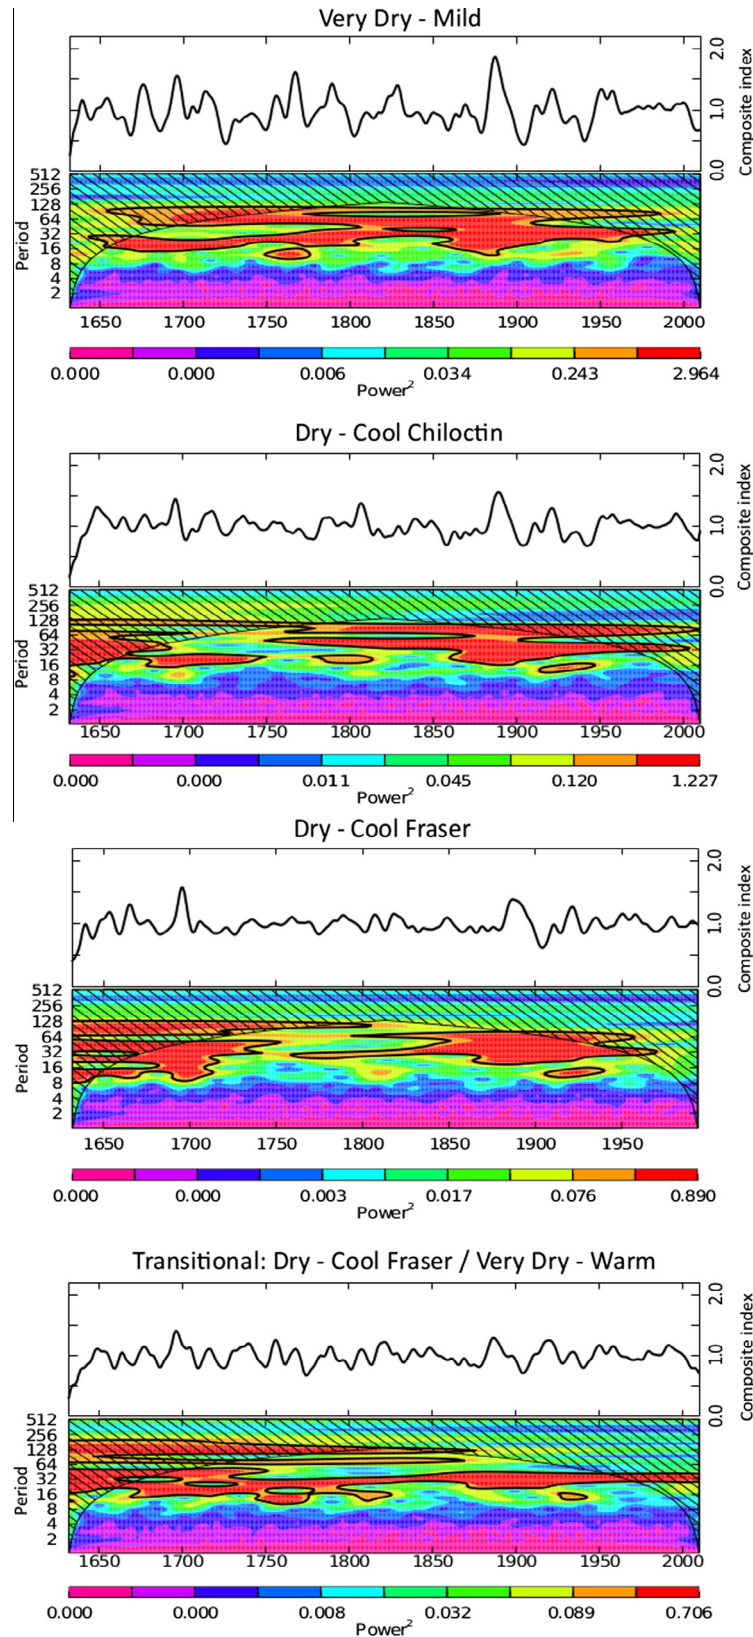 Very Dry - Mild
2.0
1.0
0.0
Composite index
512
256
128
64
32
16
8
4
2
Period
1650 1700 1750 1800 1850 1900 1950 2000
0.000 0.000 0.006 0.034 0.243 2.964
Power²
Dry - Cool Chiloctin
2.0
1.0
0.0
Composite index
512
256
128
64
32
16
8
4
2
Period
1650 1700 1750 1800 1850 1900 1950 2000
0.000 0.000 0.011 0.045 0.120 1.227
Power²
Dry - Cool Fraser
2.0
1.0
0.0
Composite index
512
256
128
64
32
16
8
4
2
Period
1650 1700 1750 1800 1850 1900 1950
0.000 0.000 0.003 0.017 0.076 0.890
Power²
Transitional: Dry - Cool Fraser / Very Dry - Warm
2.0
1.0
0.0
Composite index
512
256
128
64
32
16
8
4
2
Period
1650 1700 1750 1800 1850 1900 1950 2000
0.000 0.000 0.008 0.032 0.089 0.706
Power²